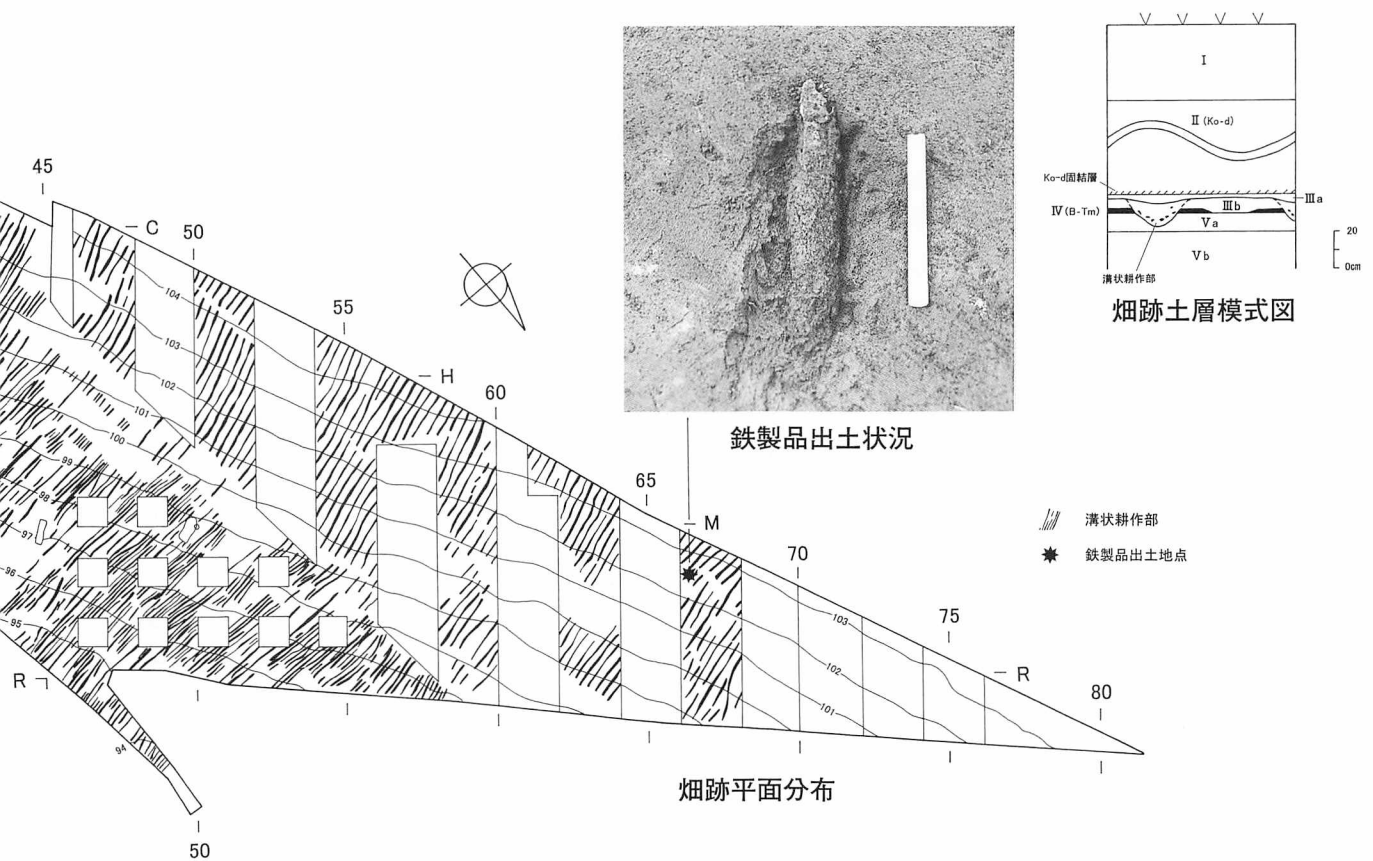 45
C
50
55
H
60
65
M
70
75
R
80
104
103
102
101
100
99
98
97
96
95
94
103
102
101
R
50
鉄製品出土状況
I
II (Ko-d)
Ko-d固結層
IIIa
IV (B-Tm)
IIIb
Va
Vb
溝状耕作部
20
0cm
畑跡土層模式図
溝状耕作部
鉄製品出土地点
畑跡平面分布